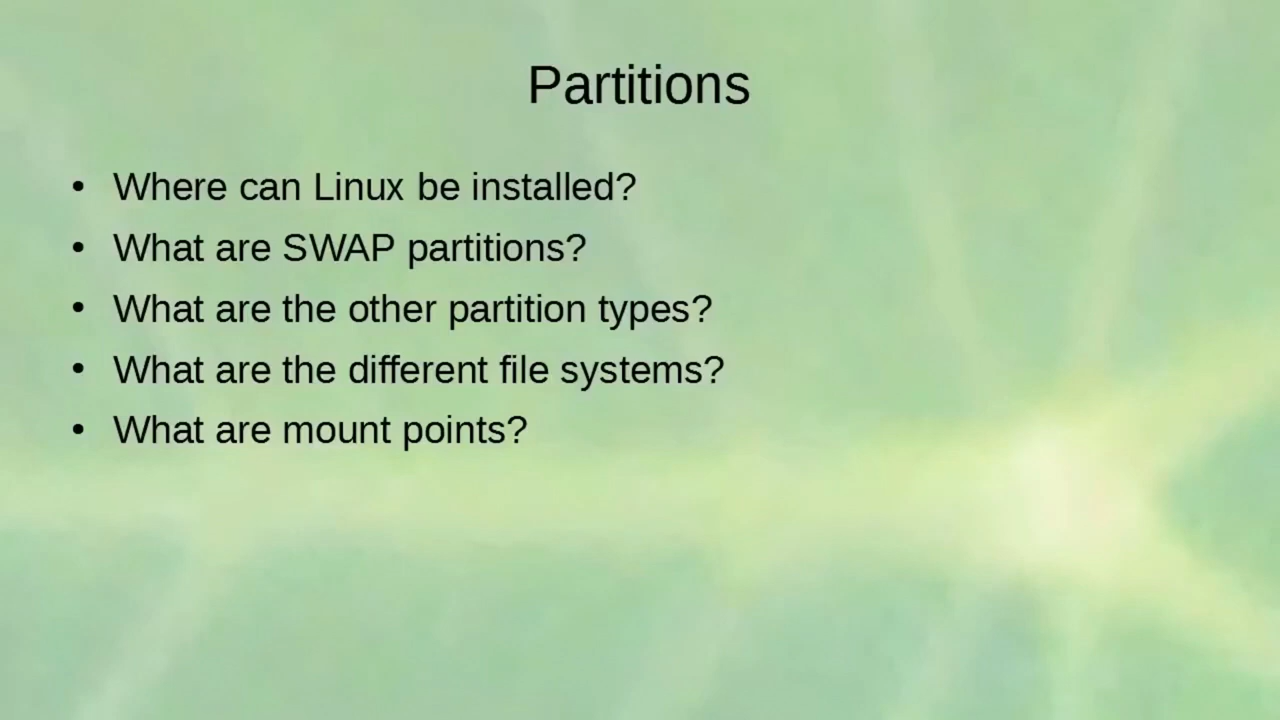 Partitions
• Where can Linux be installed?
• What are SWAP partitions?
• What are the other partition types?
• What are the different file systems?
• What are mount points?